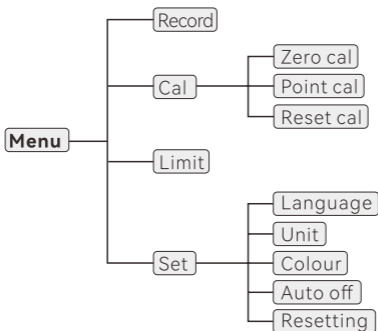 Menu
Record
Cal
Zero cal
Point cal
Reset cal
Limit
Set
Language
Unit
Colour
Auto off
Resetting